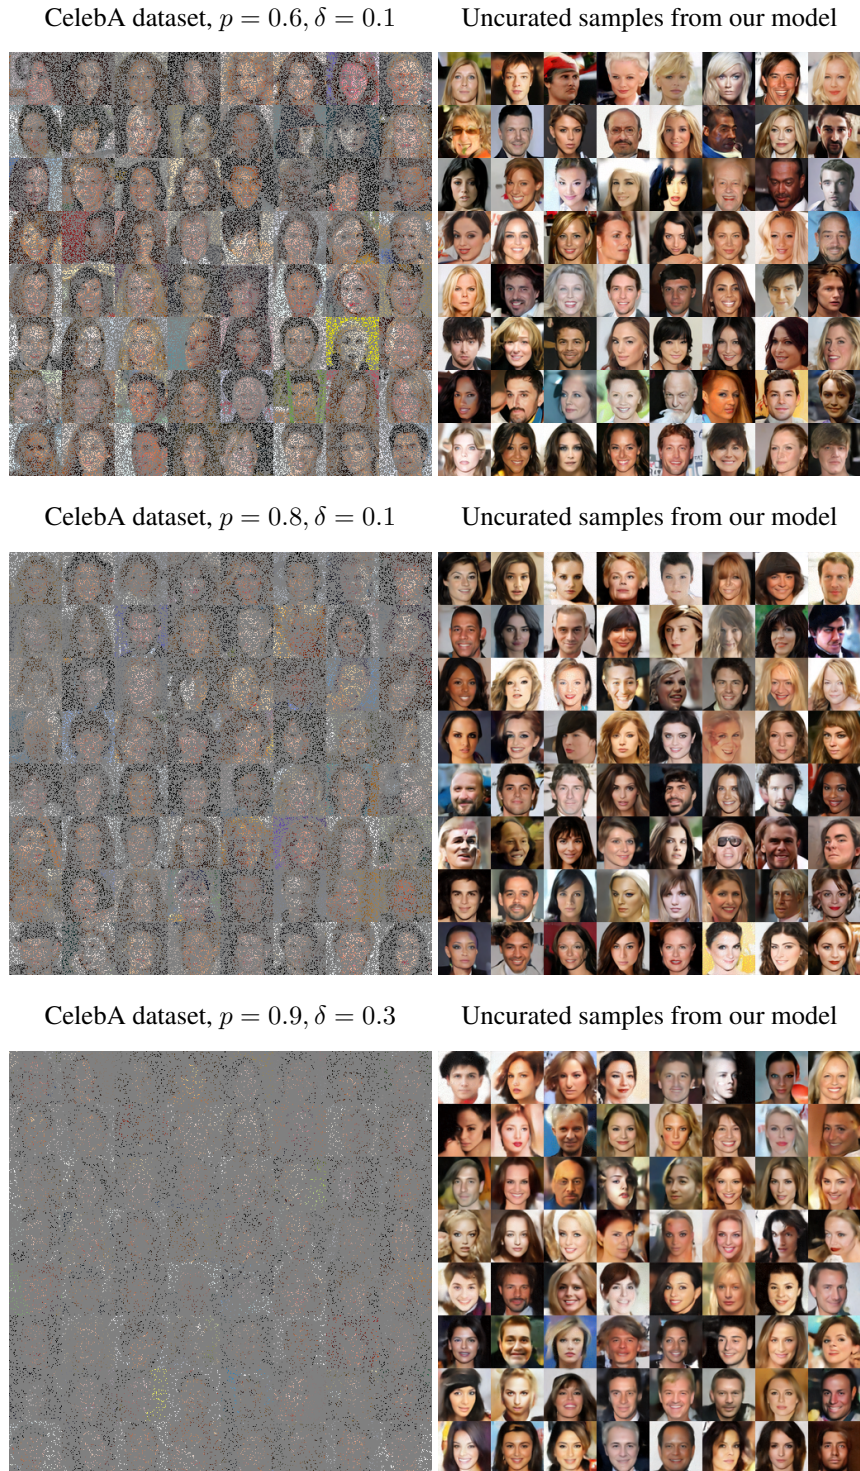 CelebA dataset, p = 0.6, δ = 0.1
Uncurated samples from our model
CelebA dataset, p = 0.8, δ = 0.1
Uncurated samples from our model
CelebA dataset, p = 0.9, δ = 0.3
Uncurated samples from our model